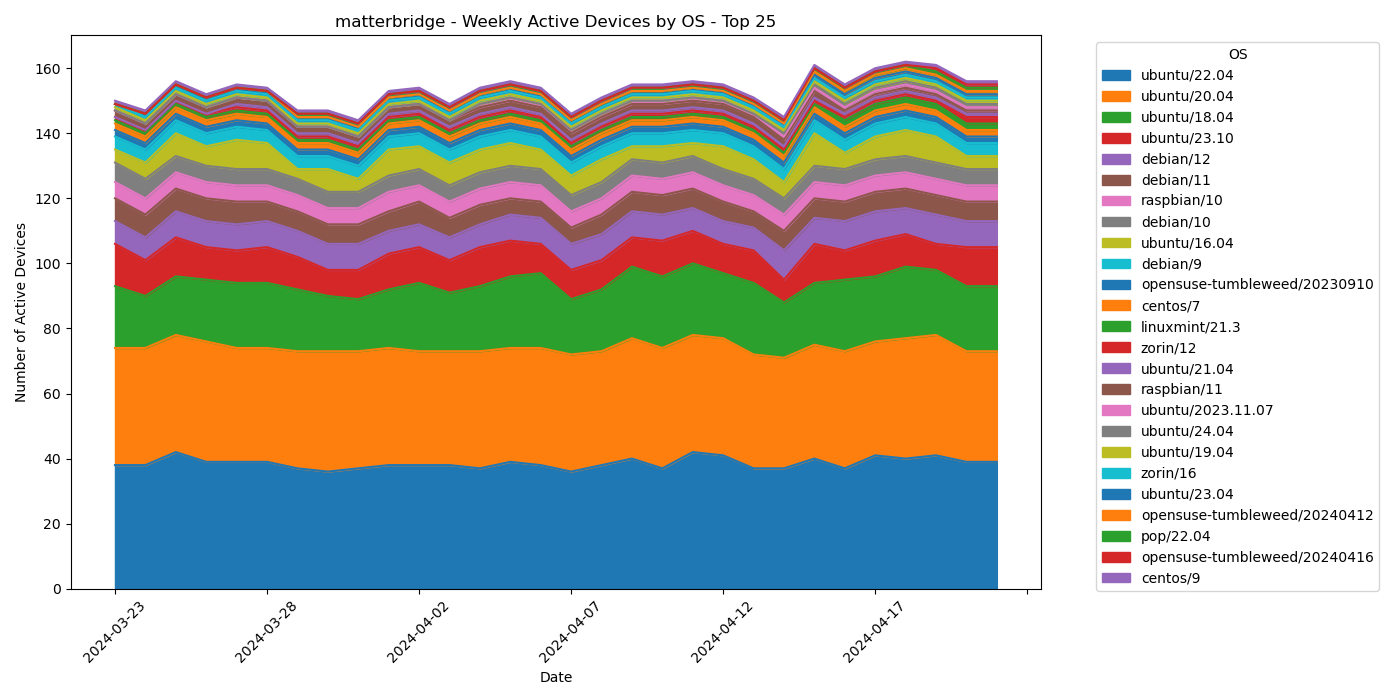 matterbridge - Weekly Active Devices by OS - Top 25
Number of Active Devices
160
140
120
100
80
60
40
20
0
2024-03-23
2024-03-28
2024-04-02
2024-04-07
2024-04-12
2024-04-17
Date
OS
ubuntu/22.04
ubuntu/20.04
ubuntu/18.04
ubuntu/23.10
debian/12
debian/11
raspbian/10
debian/10
ubuntu/16.04
debian/9
opensuse-tumbleweed/20230910
centos/7
linuxmint/21.3
zorin/12
ubuntu/21.04
raspbian/11
ubuntu/2023.11.07
ubuntu/24.04
ubuntu/19.04
zorin/16
ubuntu/23.04
opensuse-tumbleweed/20240412
pop/22.04
opensuse-tumbleweed/20240416
centos/9